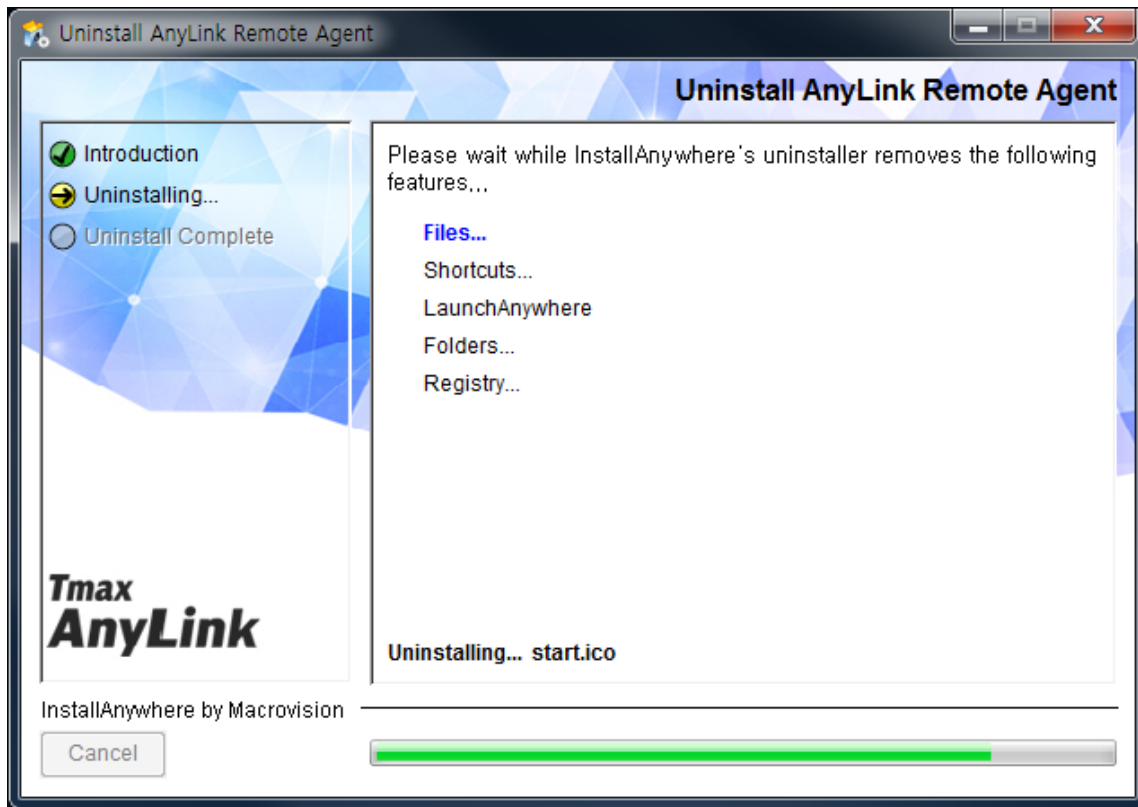 Uninstall AnyLink Remote Agent
Uninstall AnyLink Remote Agent
Introduction
Uninstalling...
Uninstall Complete
Please wait while InstallAnywhere's uninstaller removes the following
features...
Files...
Shortcuts...
LaunchAnywhere
Folders...
Registry...
Tmax
AnyLink
Uninstalling... start.ico
InstallAnywhere by Macrovision
Cancel